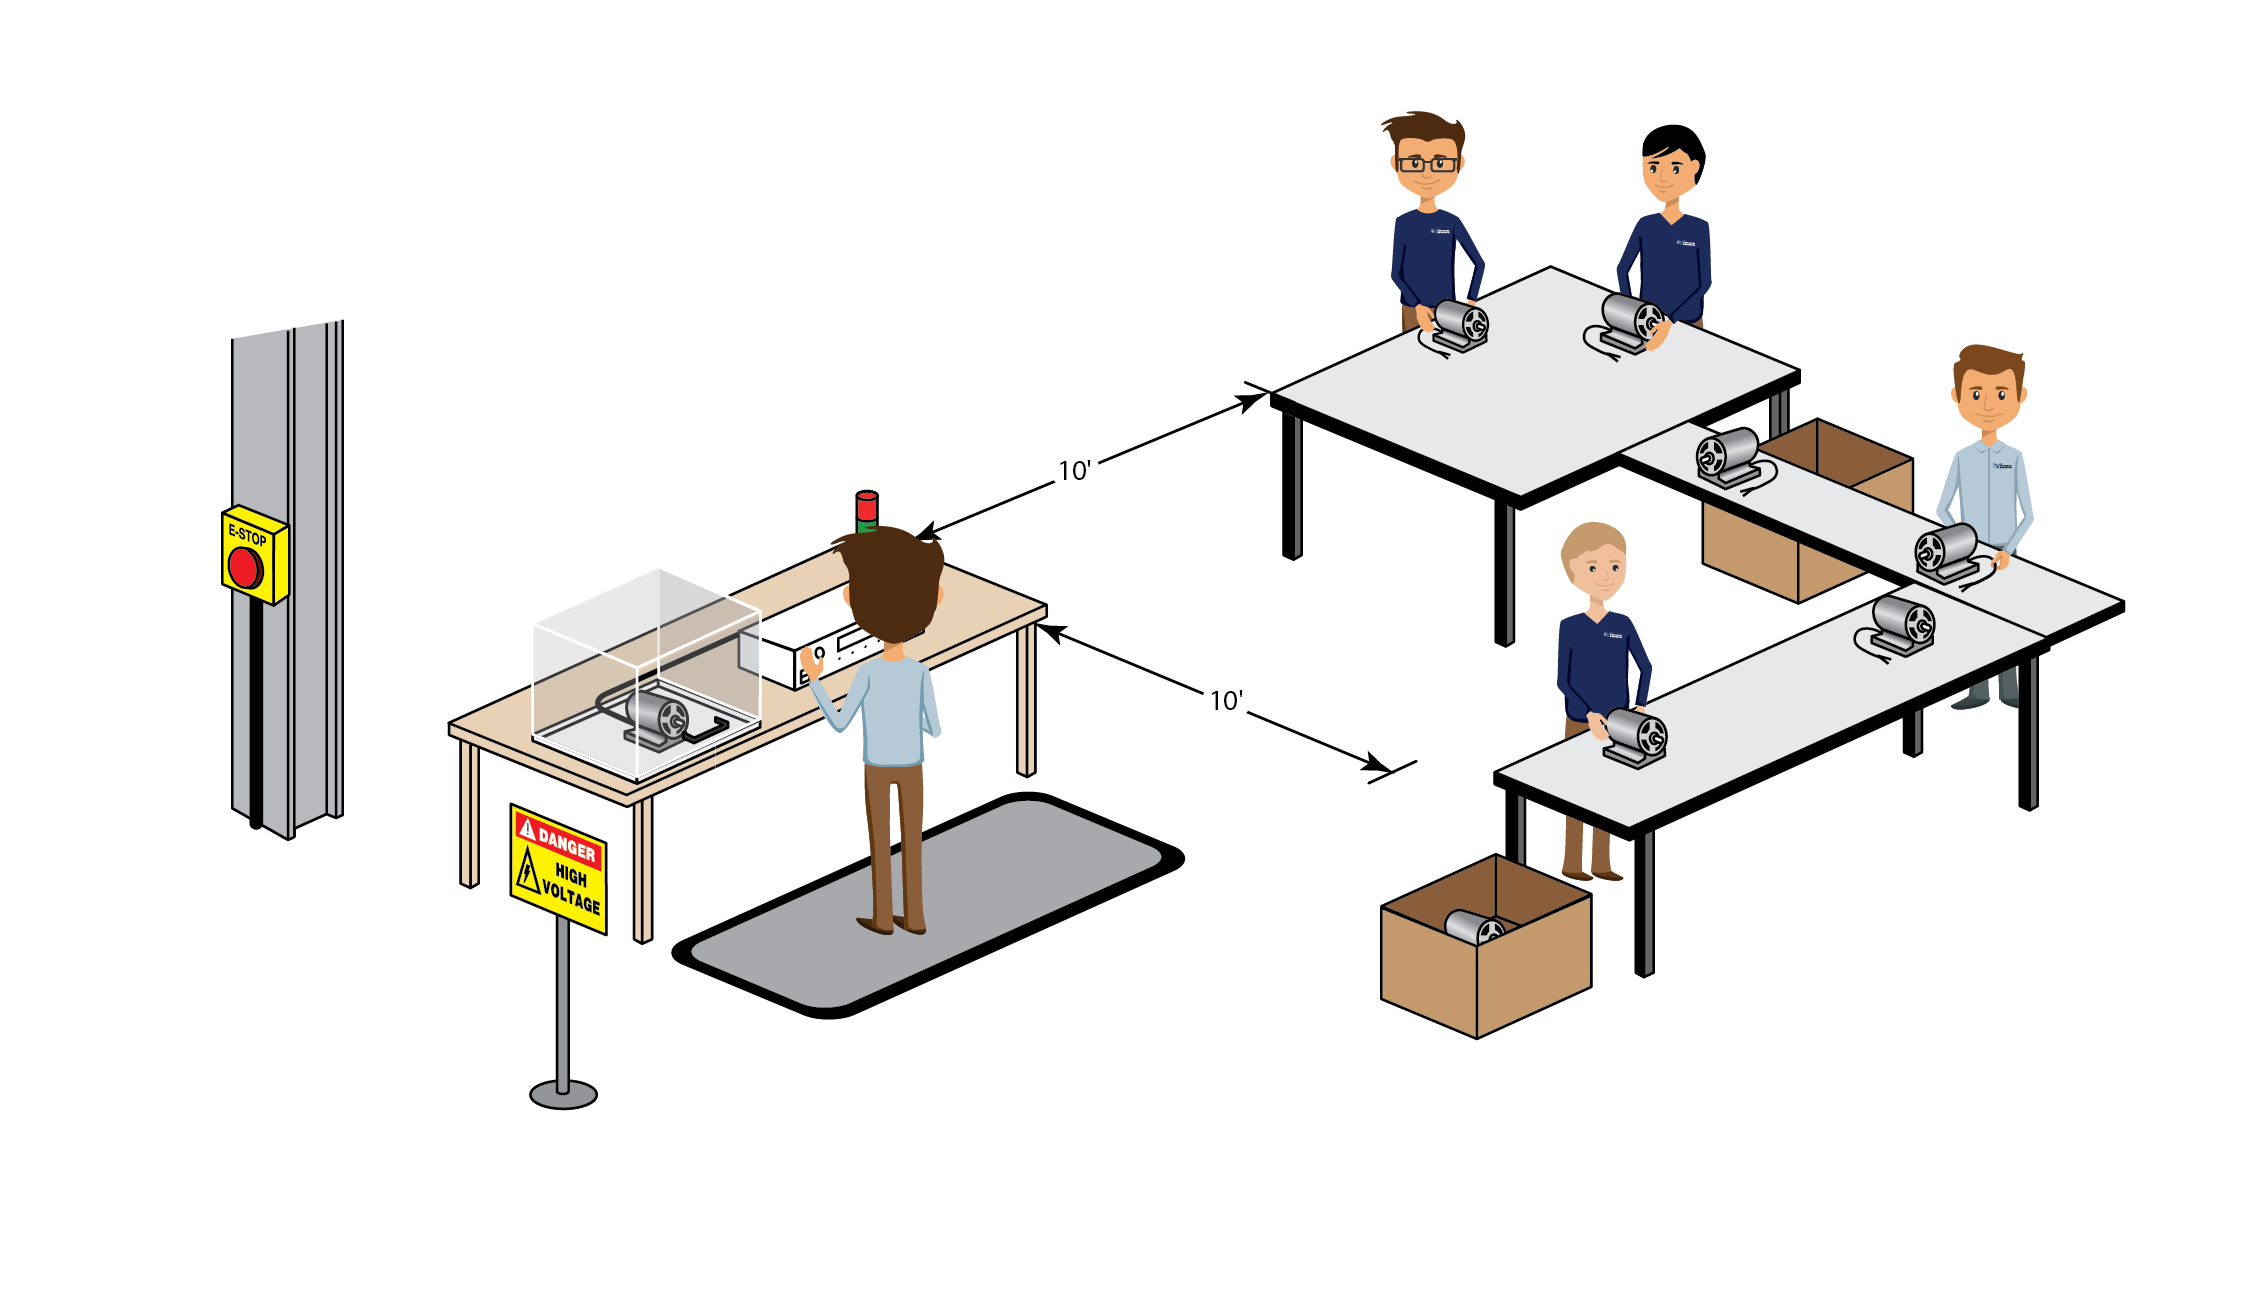 E-STOP
10'
10'
DANGER
HIGH
VOLTAGE